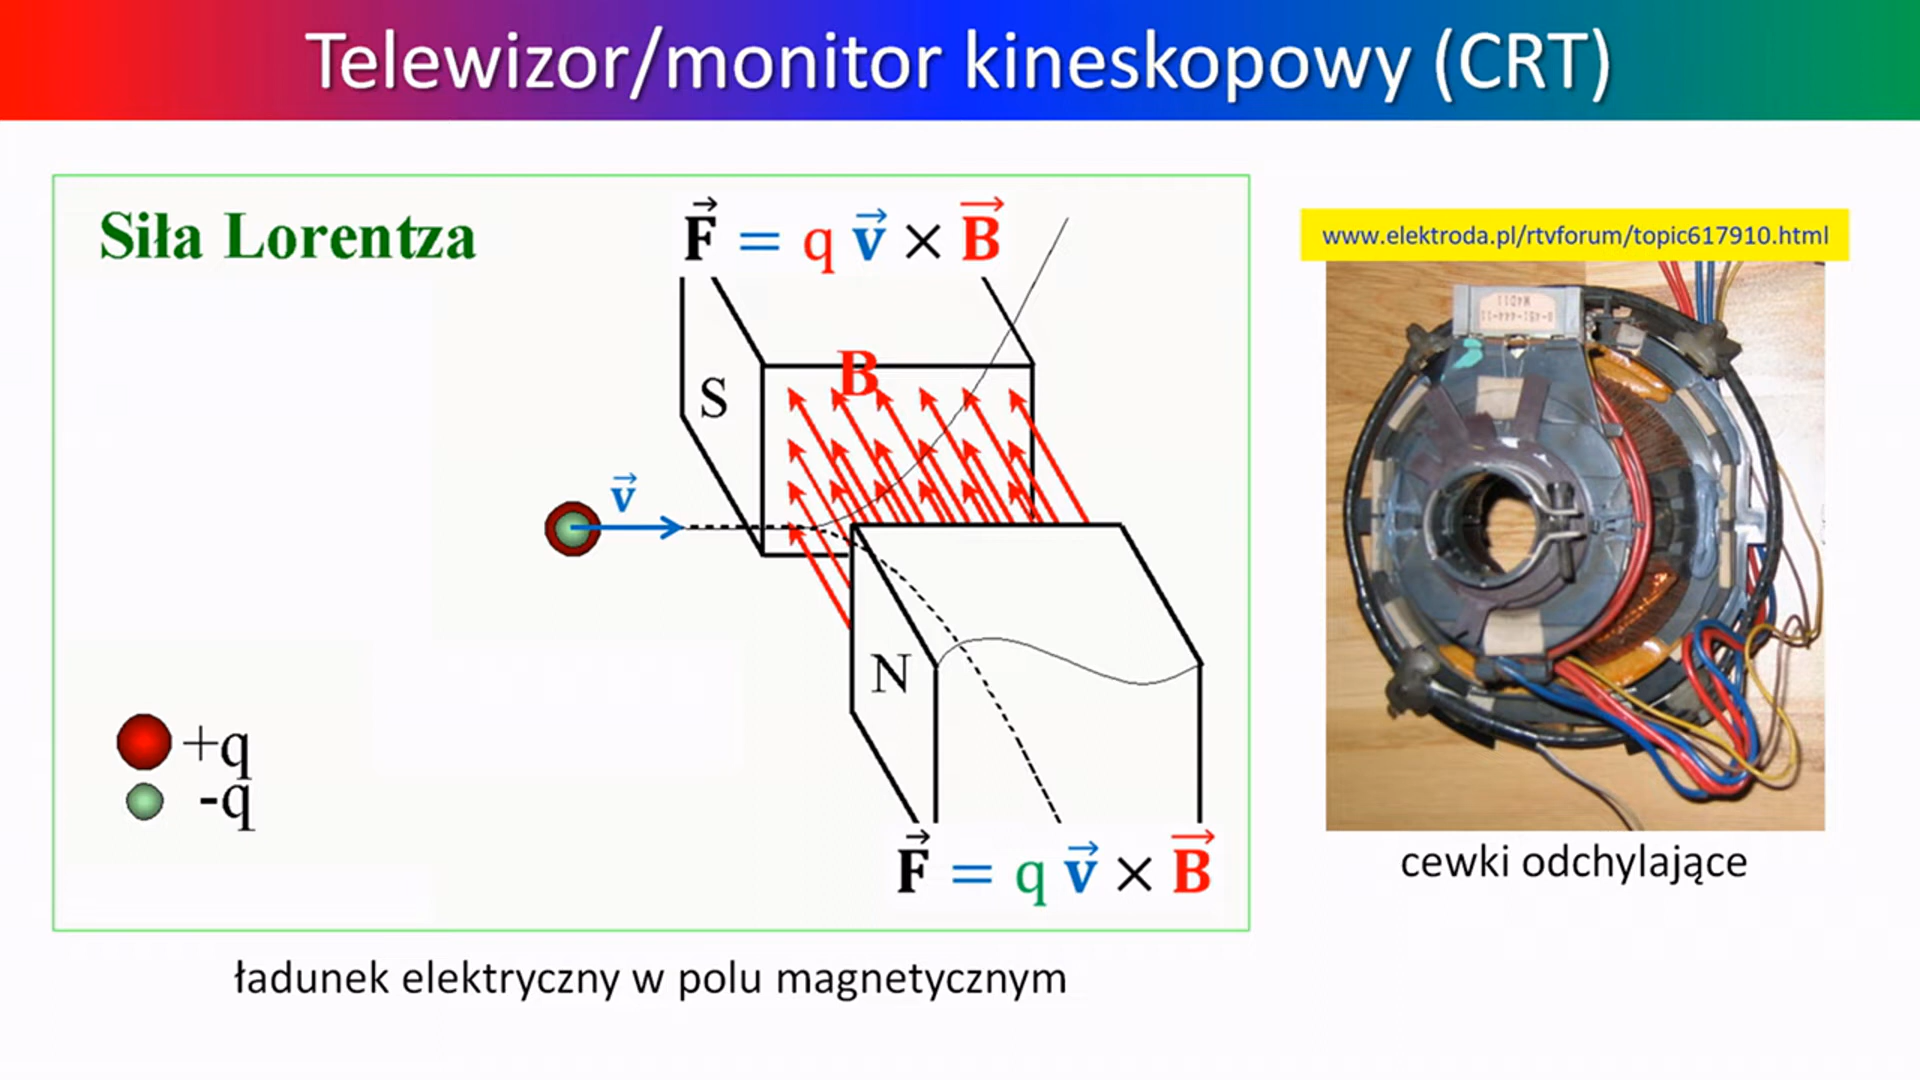 Telewizor/monitor kineskopowy (CRT)
Siła Lorentza
F⃗ = q v⃗ × B⃗
www.elektroda.pl/rtvforum/topic617910.html
B
S
v⃗
N
+q
-q
F⃗ = q v⃗ × B⃗
cewki odchylające
ładunek elektryczny w polu magnetycznym